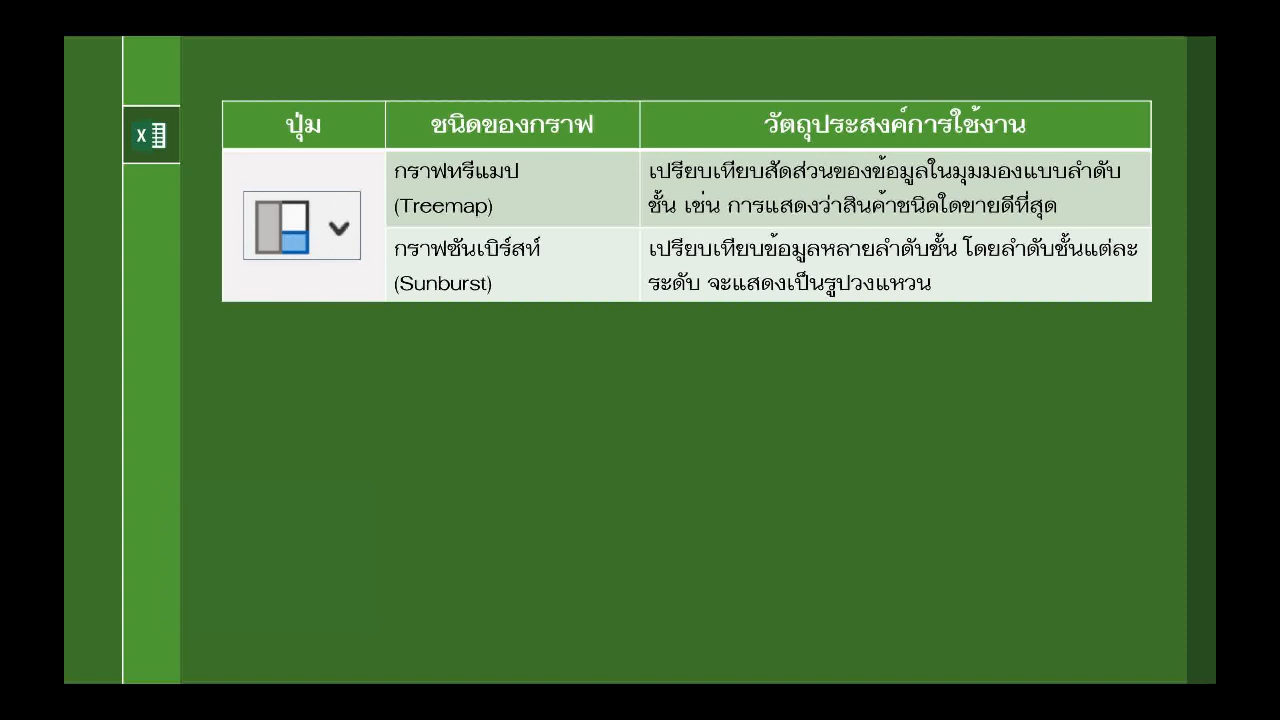 ปุ่ม ชนิดของกราฟ วัตถุประสงค์การใช้งาน
กราฟทรีแมป
(Treemap)
เปรียบเทียบสัดส่วนของข้อมูลในมุมมองแบบลำดับ
ชั้น เช่น การแสดงว่าสินค้าชนิดใดขายดีที่สุด
กราฟซันเบิร์สท์
(Sunburst)
เปรียบเทียบข้อมูลหลายลำดับชั้น โดยลำดับชั้นแต่ละ
ระดับ จะแสดงเป็นรูปวงแหวน
X